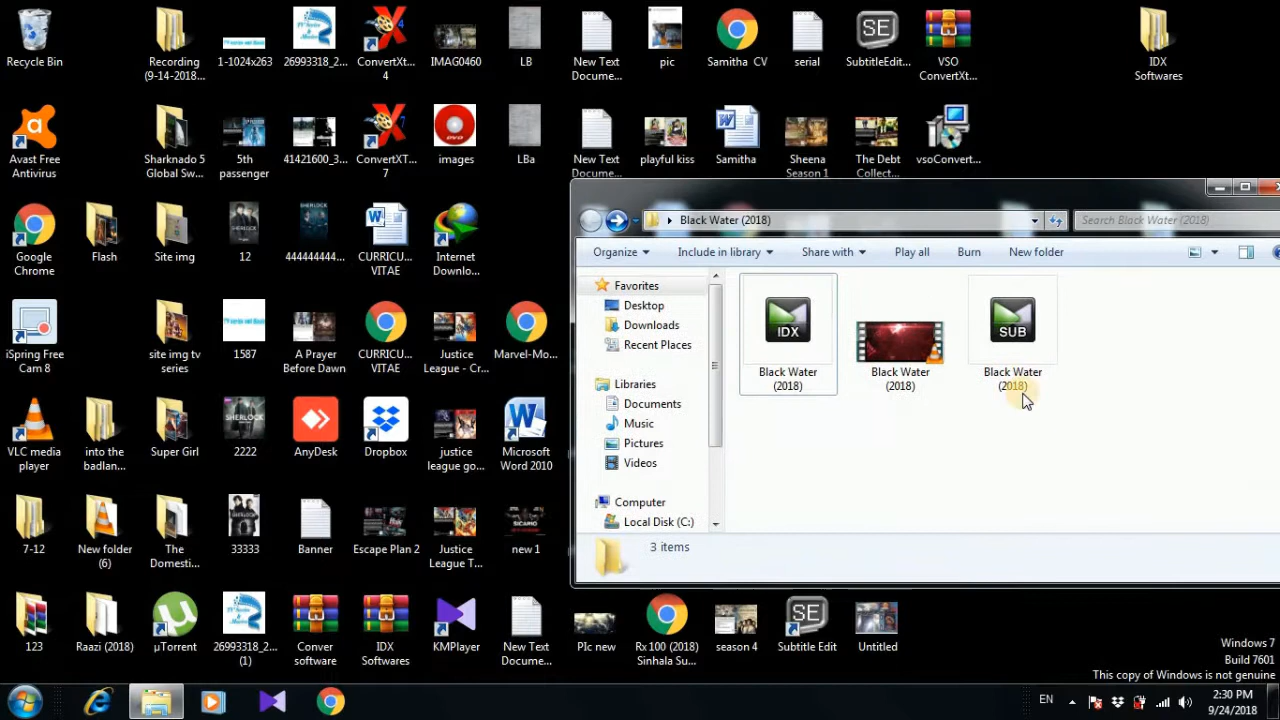 Recycle Bin
Recording
(9-14-2018...
1-1024x263
26993318_2...
ConvertXt...
4
IMAG0460
LB
New Text
Docume...
pic
Samitha CV
serial
SubtitleEdit...
VSO
ConvertXt...
IDX
Softwares
Avast Free
Antivirus
Sharknado 5
Global Sw...
5th
passenger
41421600_3...
ConvertXT...
7
images
LBa
New Text
Docume...
playful kiss
Samitha
Sheena
Season 1
The Debt
Collect...
vsoConvert...
Google
Chrome
Flash
Site img
12
444444444...
CURRICU...
VITAE
Internet
Downlo...
iSpring Free
Cam 8
site img tv
series
1587
A Prayer
Before Dawn
CURRICU...
VITAE
Justice
League - Cr...
Marvel-Mo...
VLC media
player
into the
badlan...
Super Girl
2222
AnyDesk
Dropbox
justice
league go...
Microsoft
Word 2010
7-12
New folder
(6)
The
Domesti...
33333
Banner
Escape Plan 2
Justice
League T...
new 1
123
Raazi (2018)
µTorrent
26993318_2...
(1)
Conver
software
IDX
Softwares
KMPlayer
New Text
Docume...
PIc new
Rx 100 (2018)
Sinhala Su...
season 4
Subtitle Edit
Untitled
Black Water (2018)
Search Black Water (2018)
Organize
Include in library
Share with
Play all
Burn
New folder
Favorites
Desktop
Downloads
Recent Places
Libraries
Documents
Music
Pictures
Videos
Computer
Local Disk (C:)
IDX
Black Water
(2018)
Black Water
(2018)
SUB
Black Water
(2018)
3 items
Windows 7
Build 7601
This copy of Windows is not genuine
EN
2:30 PM
9/24/2018